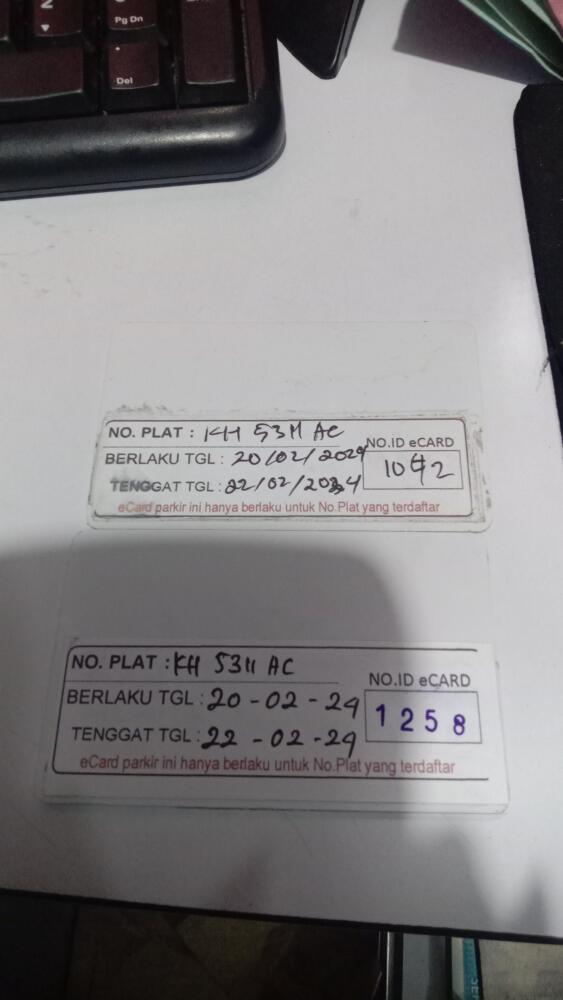 2
Pg Dn
Del
NO. PLAT : KH 5311 AC
NO.ID eCARD
BERLAKU TGL : 20/02/2024
1042
TENGGAT TGL : 22/02/2024
eCard parkir ini hanya berlaku untuk No.Plat yang terdaftar
NO. PLAT : KH 5311 AC
NO.ID eCARD
BERLAKU TGL : 20-02-24
1258
TENGGAT TGL : 22-02-24
eCard parkir ini hanya berlaku untuk No.Plat yang terdaftar